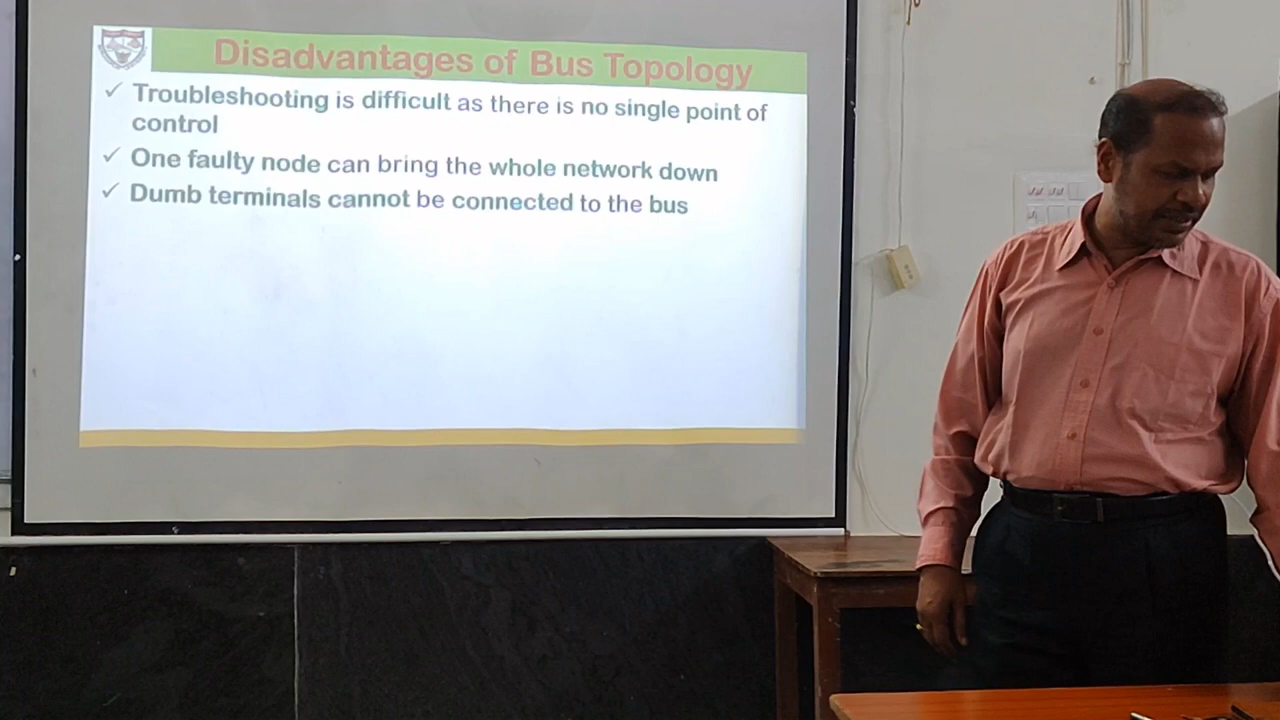 Disadvantages of Bus Topology
✓ Troubleshooting is difficult as there is no single point of
control
✓ One faulty node can bring the whole network down
✓ Dumb terminals cannot be connected to the bus